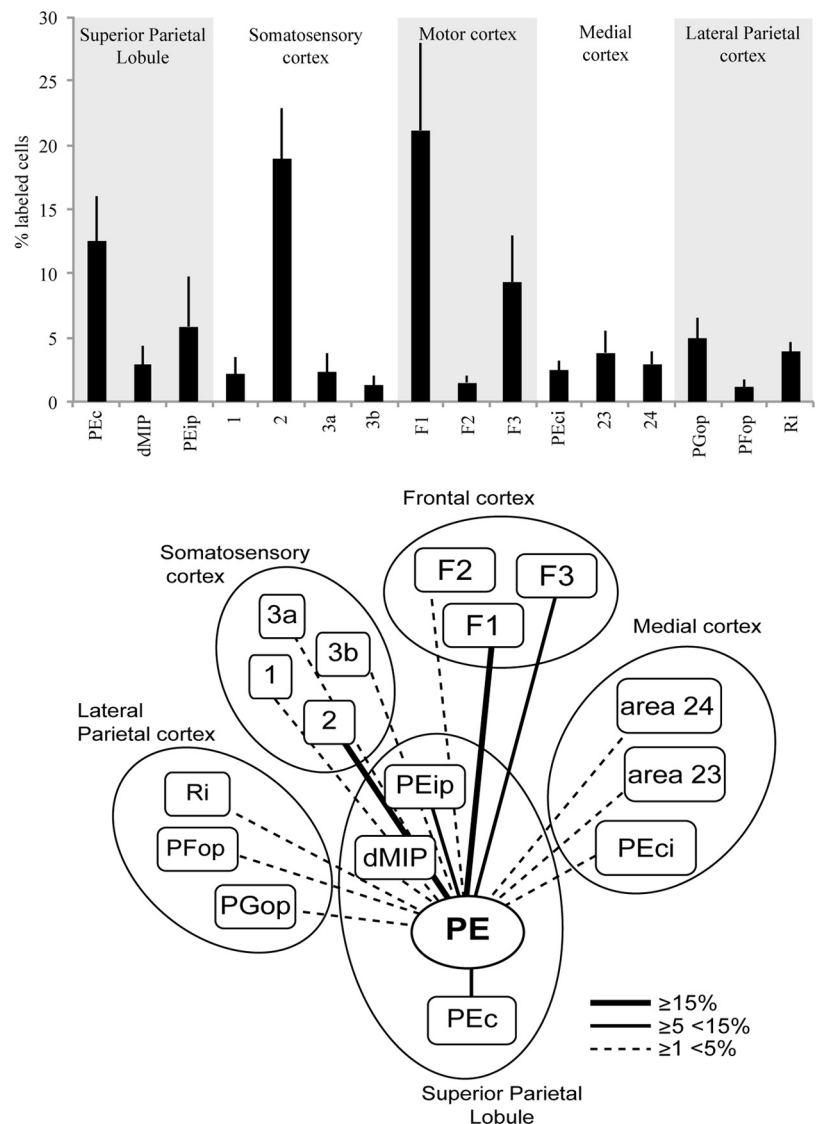 30
25
20
15
10
5
0
% labeled cells
Superior Parietal
Lobule
Somatosensory
cortex
Motor cortex
Medial
cortex
Lateral Parietal
cortex
PEc
dMIP
PEip
1
2
3a
3b
F1
F2
F3
PEci
23
24
PGop
PFop
Ri
Frontal cortex
F2
F3
F1
Somatosensory
cortex
3a
3b
1
2
Medial cortex
area 24
area 23
PEci
Lateral
Parietal cortex
Ri
PFop
PGop
PEip
dMIP
PE
PEc
Superior Parietal
Lobule
≥15%
≥5 <15%
≥1 <5%